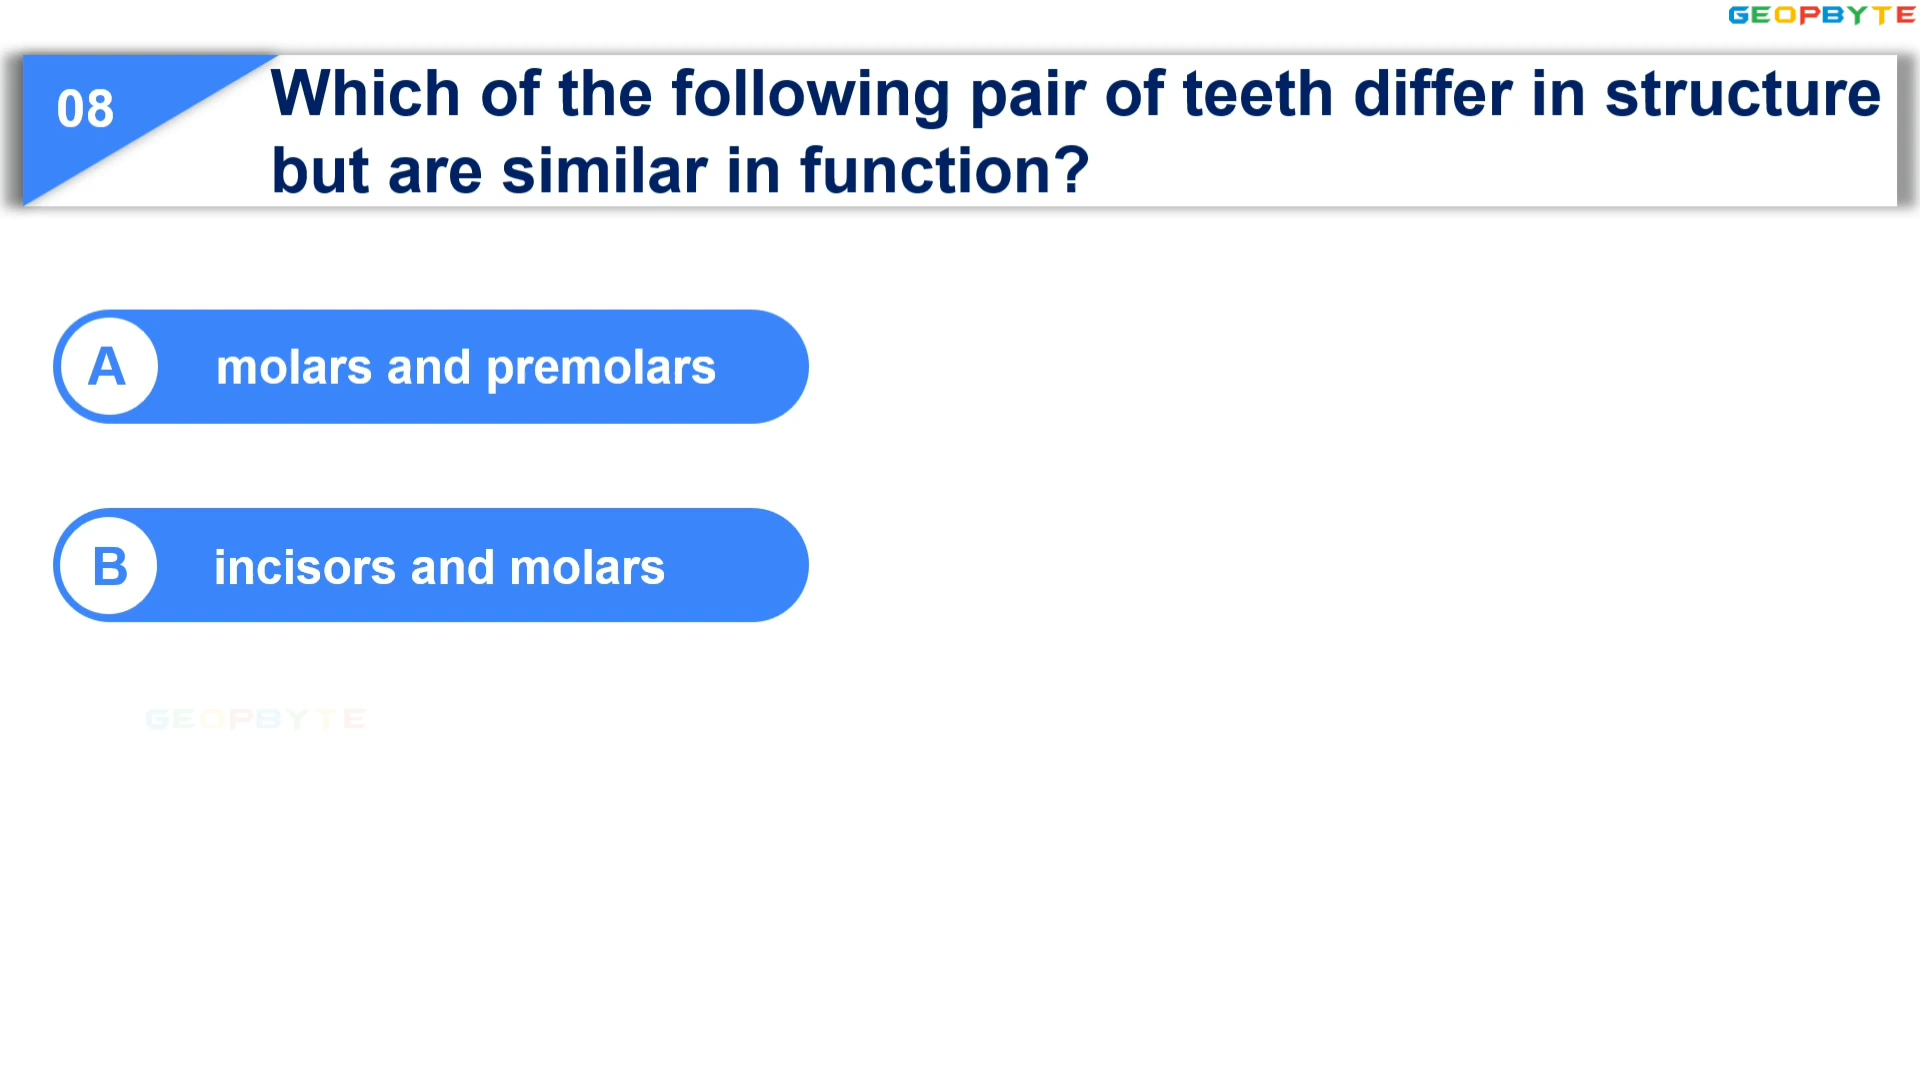 GEOPBYTE
08
Which of the following pair of teeth differ in structure
but are similar in function?
A
molars and premolars
B
incisors and molars
GEOPBYTE